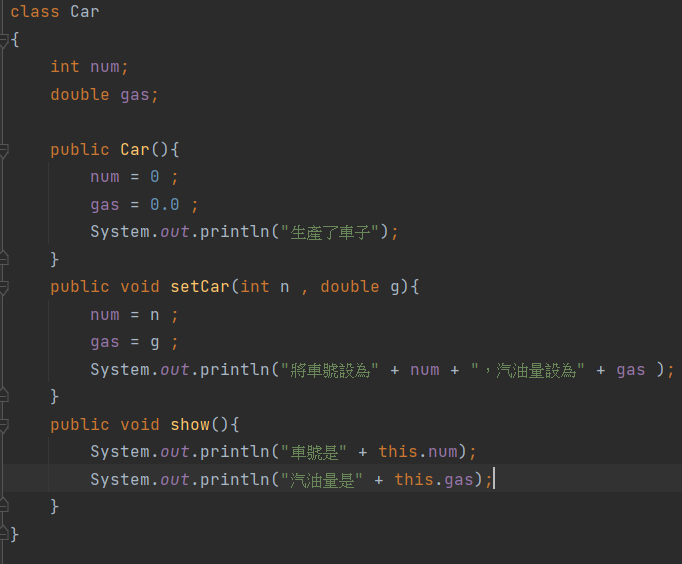 class Car
{
int num;
double gas;
public Car(){
num = 0 ;
gas = 0.0 ;
System.out.println("生產了車子");
}
public void setCar(int n , double g){
num = n ;
gas = g ;
System.out.println("將車號設為" + num + "，汽油量設為" + gas );
}
public void show(){
System.out.println("車號是" + this.num);
System.out.println("汽油量是" + this.gas);
}
}